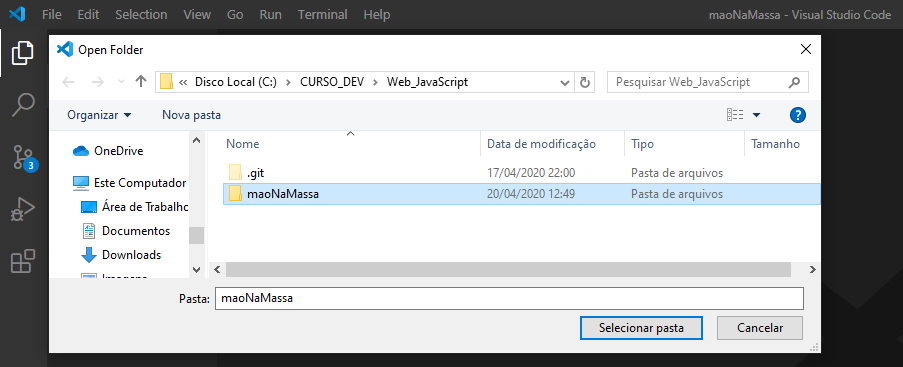 File Edit Selection View Go Run Terminal Help maoNaMassa - Visual Studio Code
Open Folder
« Disco Local (C:) > CURSO_DEV > Web_JavaScript
Pesquisar Web_JavaScript
Organizar Nova pasta ?
OneDrive
Este Computador
Área de Trabalho
Documentos
Downloads
Imagens
Nome Data de modificação Tipo Tamanho
.git 17/04/2020 22:00 Pasta de arquivos
maoNaMassa 20/04/2020 12:49 Pasta de arquivos
3
Pasta: maoNaMassa
Selecionar pasta Cancelar